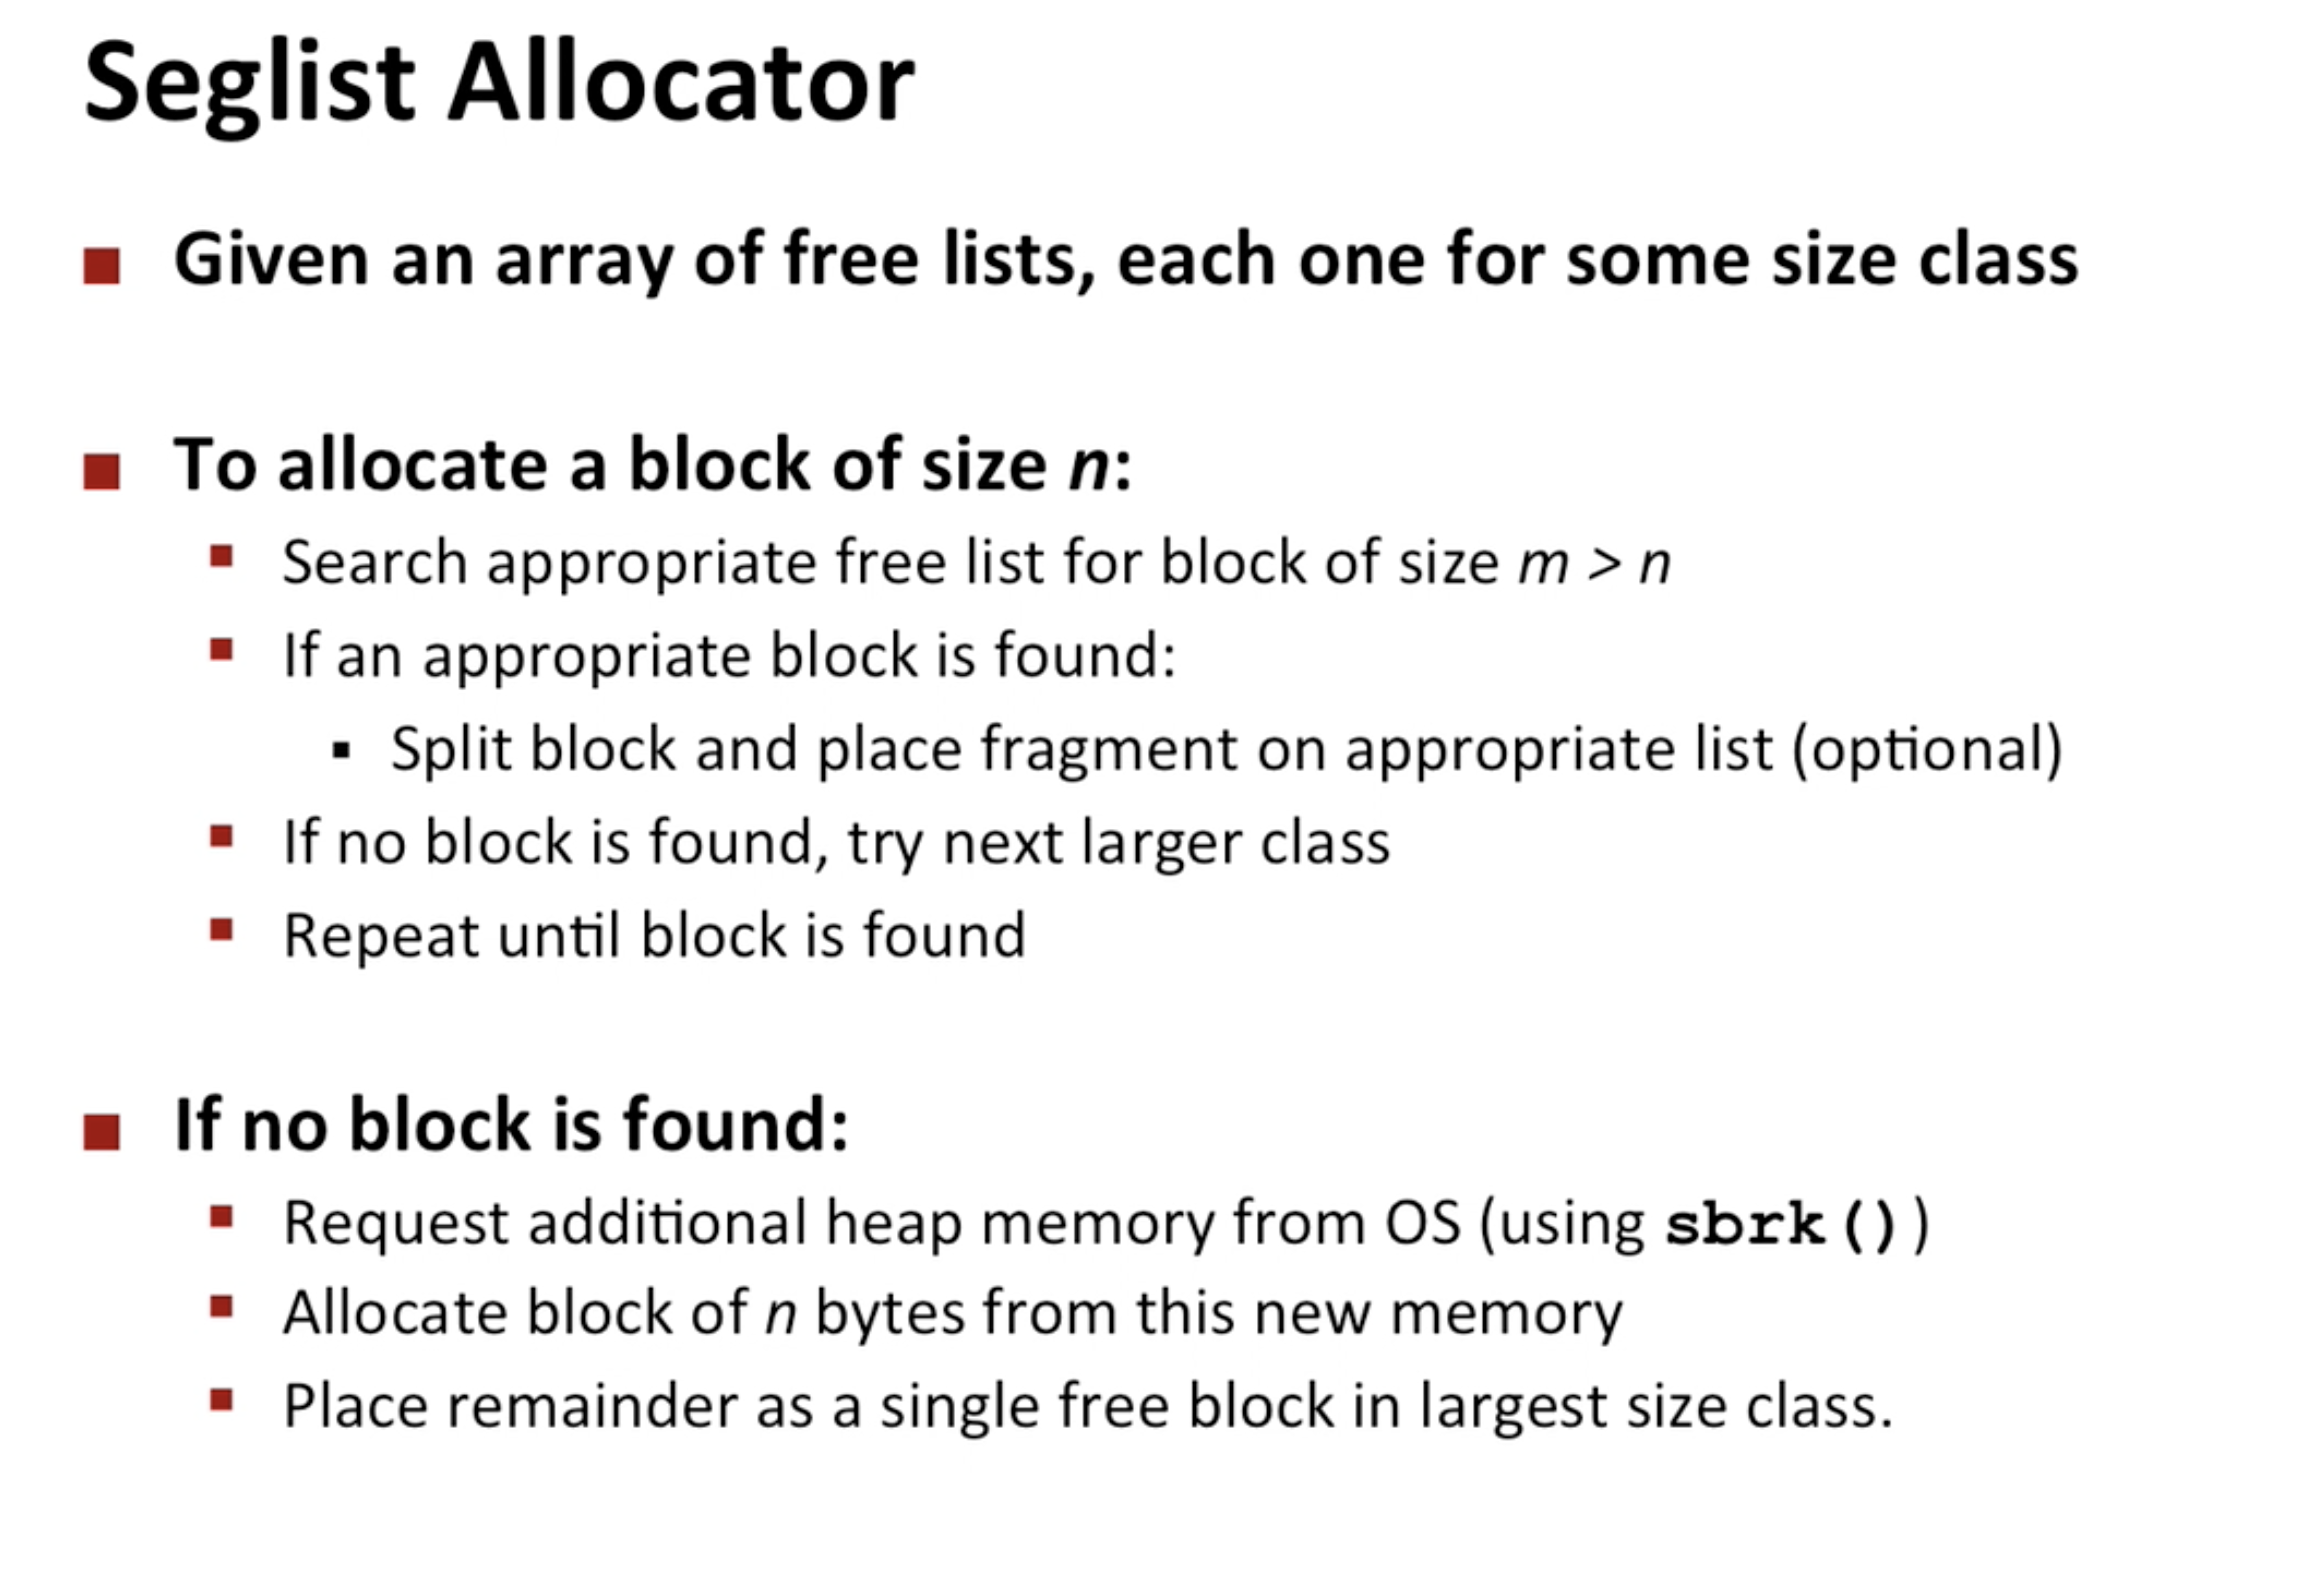 Seglist Allocator
Given an array of free lists, each one for some size class
To allocate a block of size n:
Search appropriate free list for block of size m > n
If an appropriate block is found:
Split block and place fragment on appropriate list (optional)
If no block is found, try next larger class
Repeat until block is found
If no block is found:
Request additional heap memory from OS (using sbrk())
Allocate block of n bytes from this new memory
Place remainder as a single free block in largest size class.